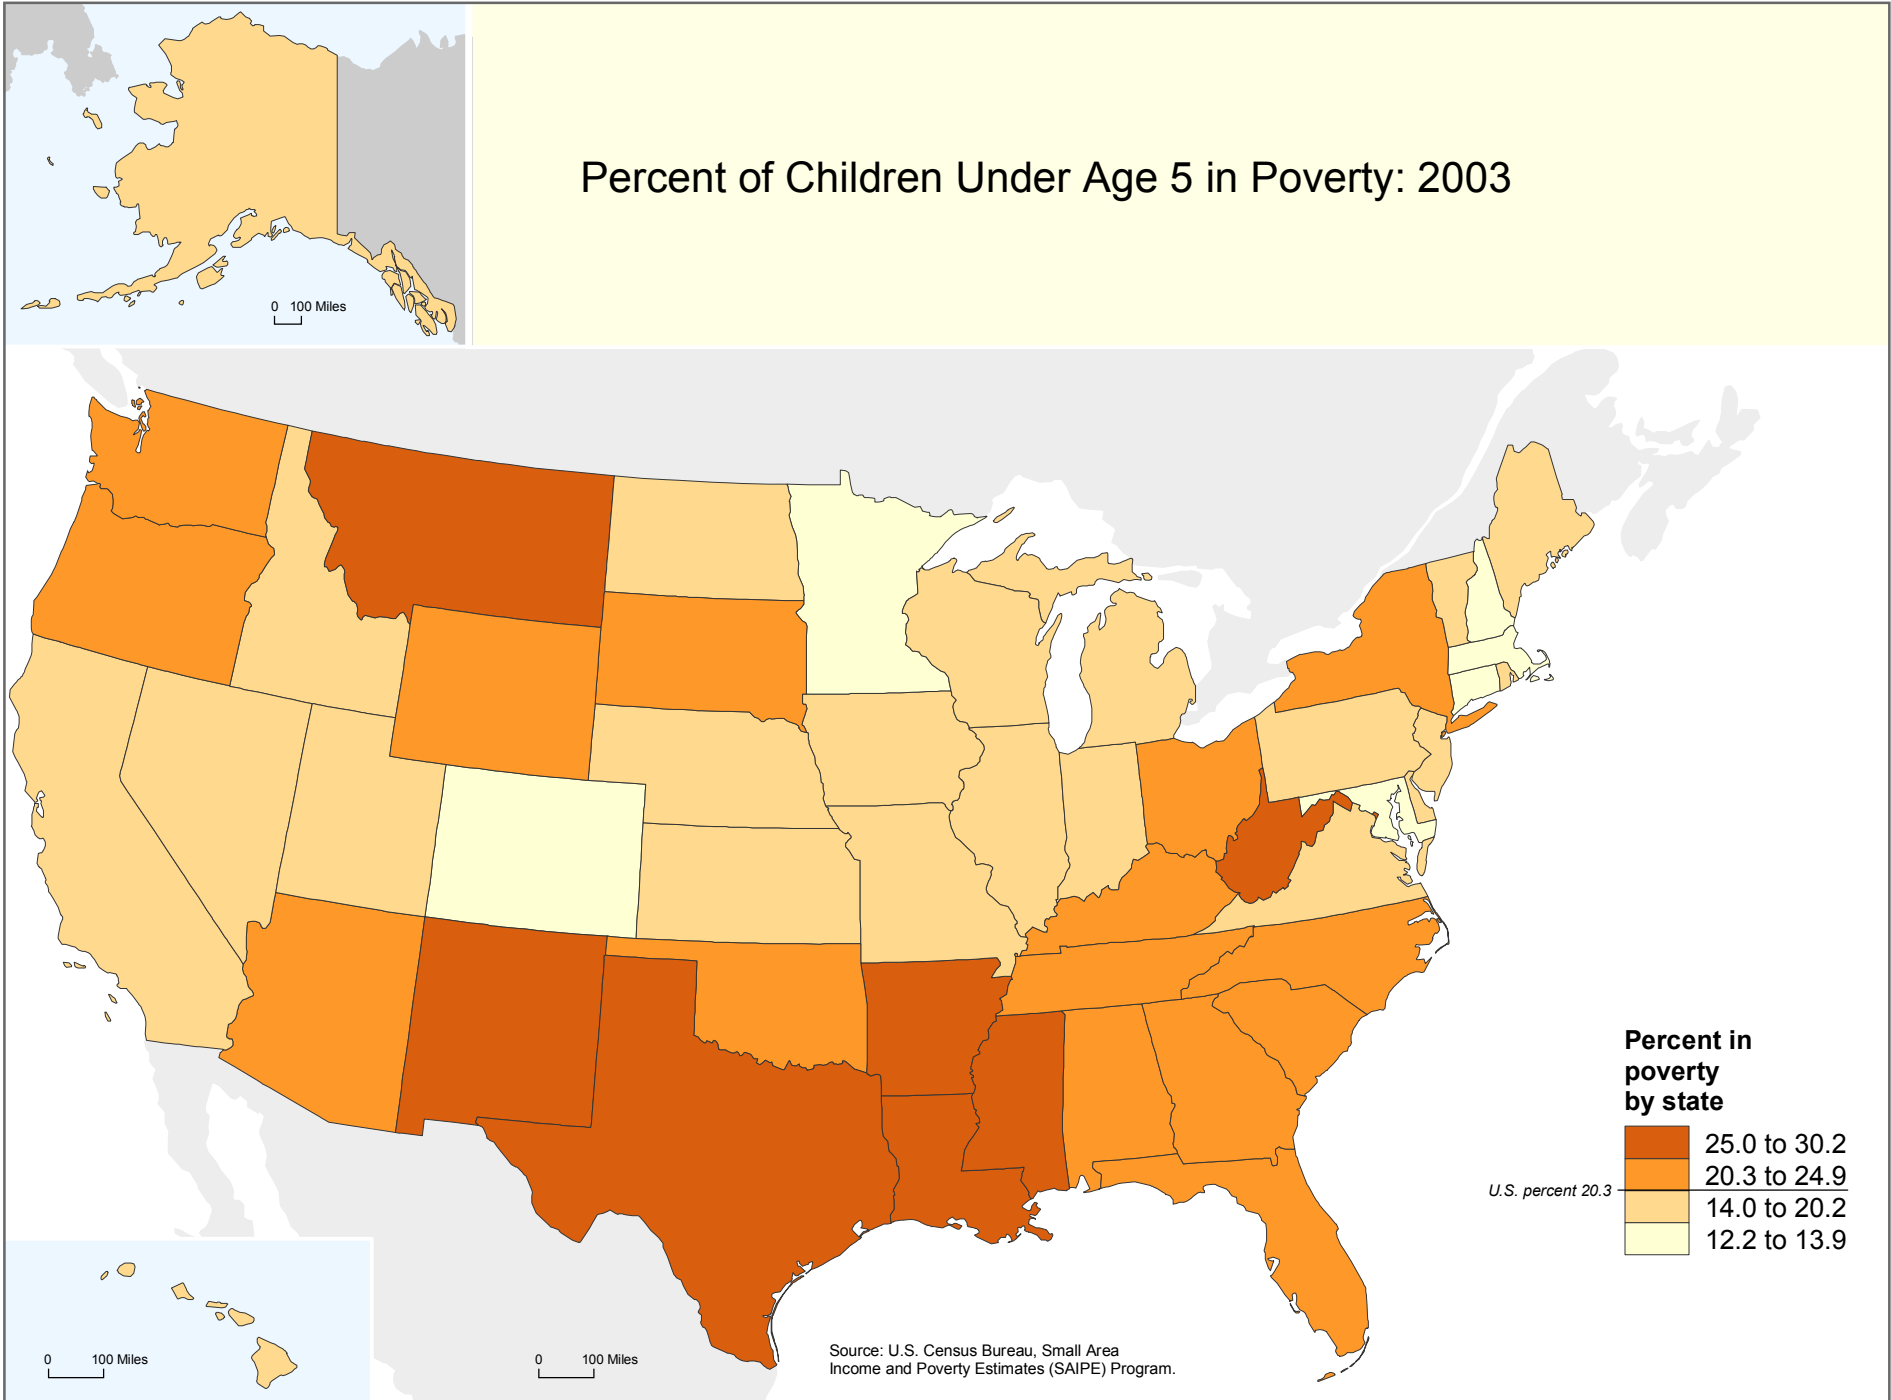 Percent of Children Under Age 5 in Poverty: 2003
0 100 Miles
Percent in
poverty
by state
25.0 to 30.2
20.3 to 24.9
U.S. percent 20.3
14.0 to 20.2
12.2 to 13.9
0 100 Miles
0 100 Miles
Source: U.S. Census Bureau, Small Area
Income and Poverty Estimates (SAIPE) Program.